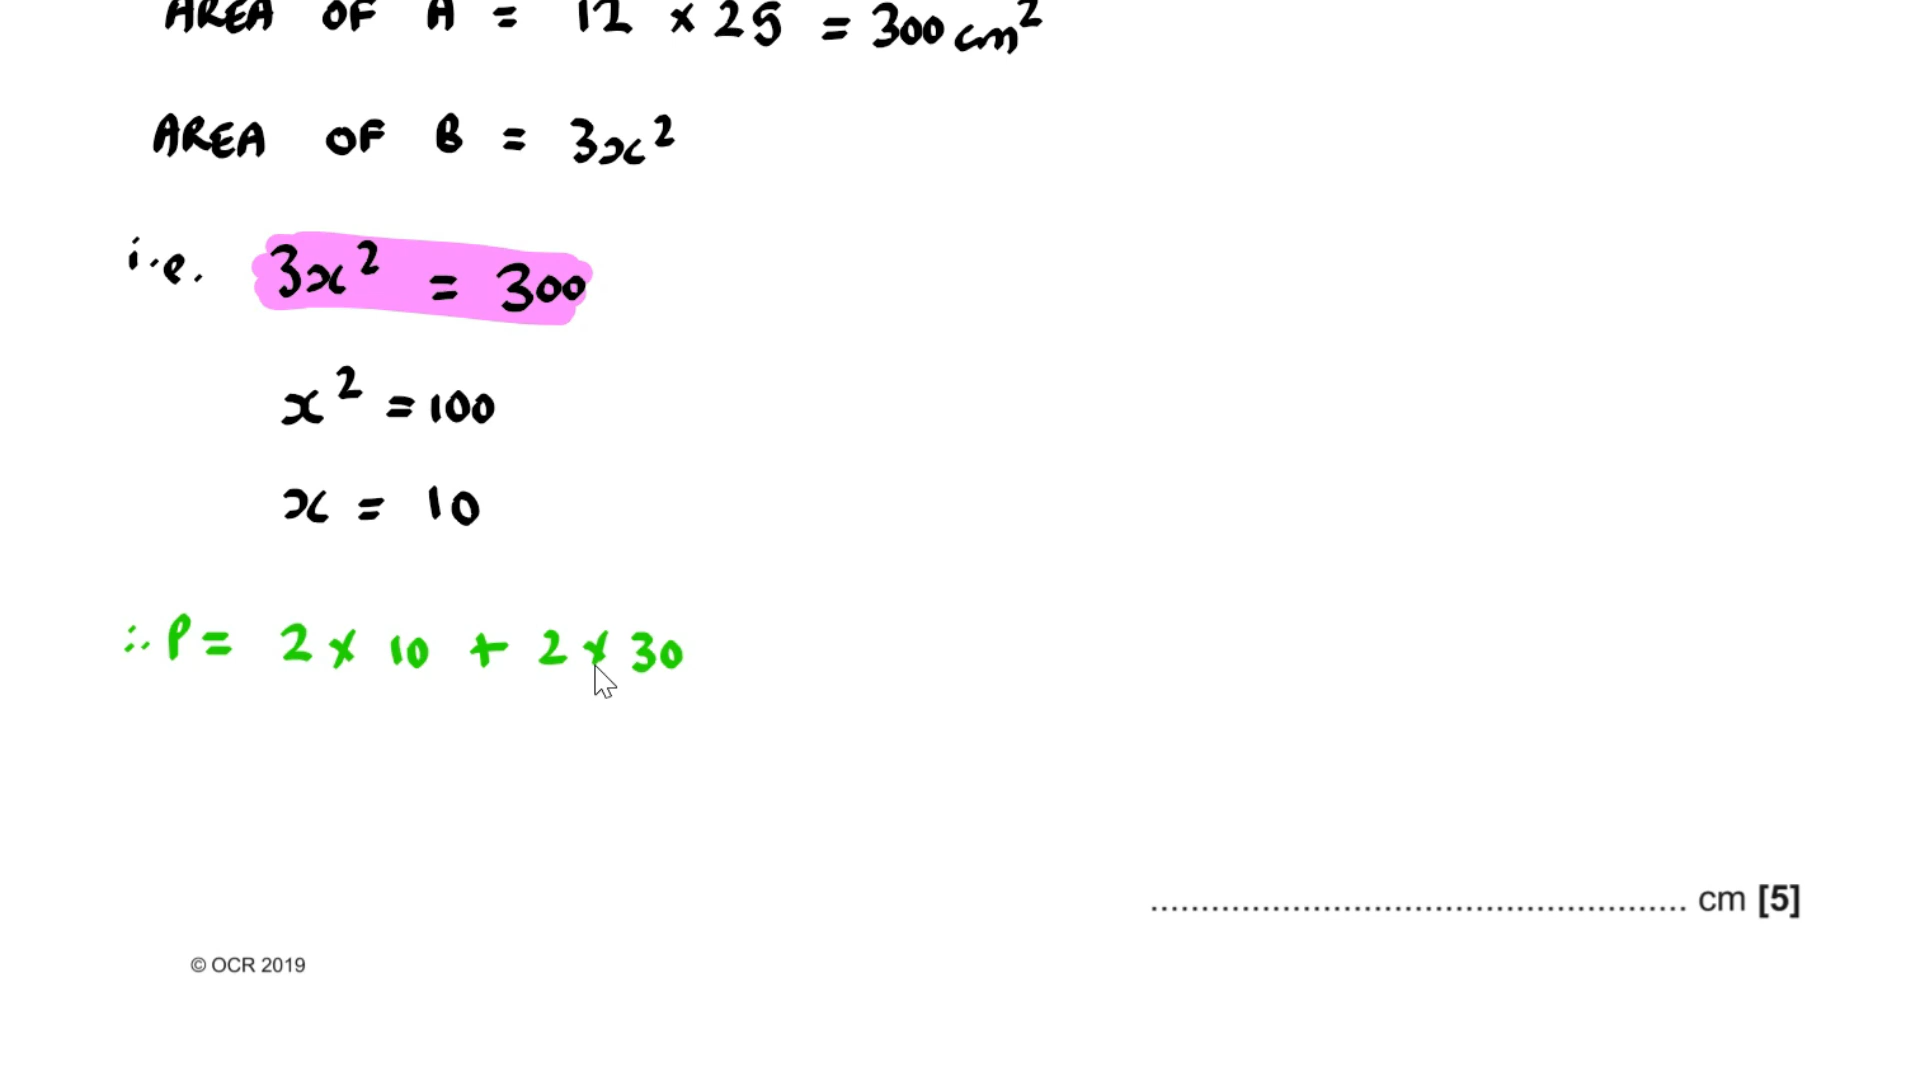 AREA OF A = 12 × 25 = 300 cm²
AREA OF B = 3x²
i.e. 3x² = 300
x² = 100
x = 10
∴ P = 2 × 10 + 2 × 30
.................................................... cm [5]
© OCR 2019